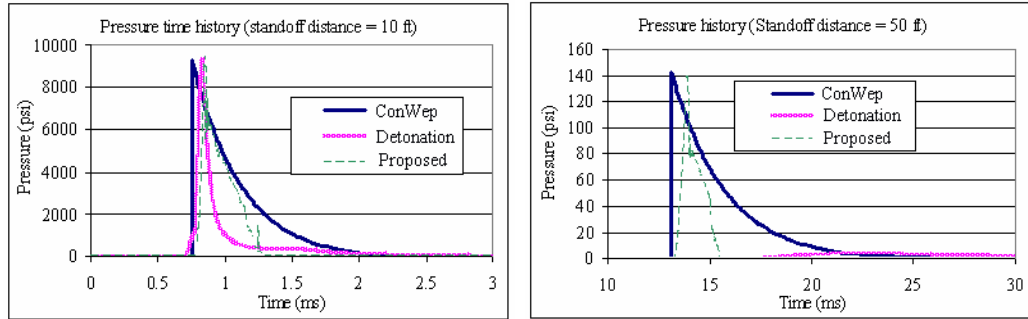 Pressure time history (standoff distance = 10 ft)
Pressure (psi)
10000
8000
6000
4000
2000
0
ConWep
Detonation
Proposed
0 0.5 1 1.5 2 2.5 3
Time (ms)
Pressure history (Standoff distance = 50 ft)
Pressure (psi)
160
140
120
100
80
60
40
20
0
ConWep
Detonation
Proposed
10 15 20 25 30
Time (ms)